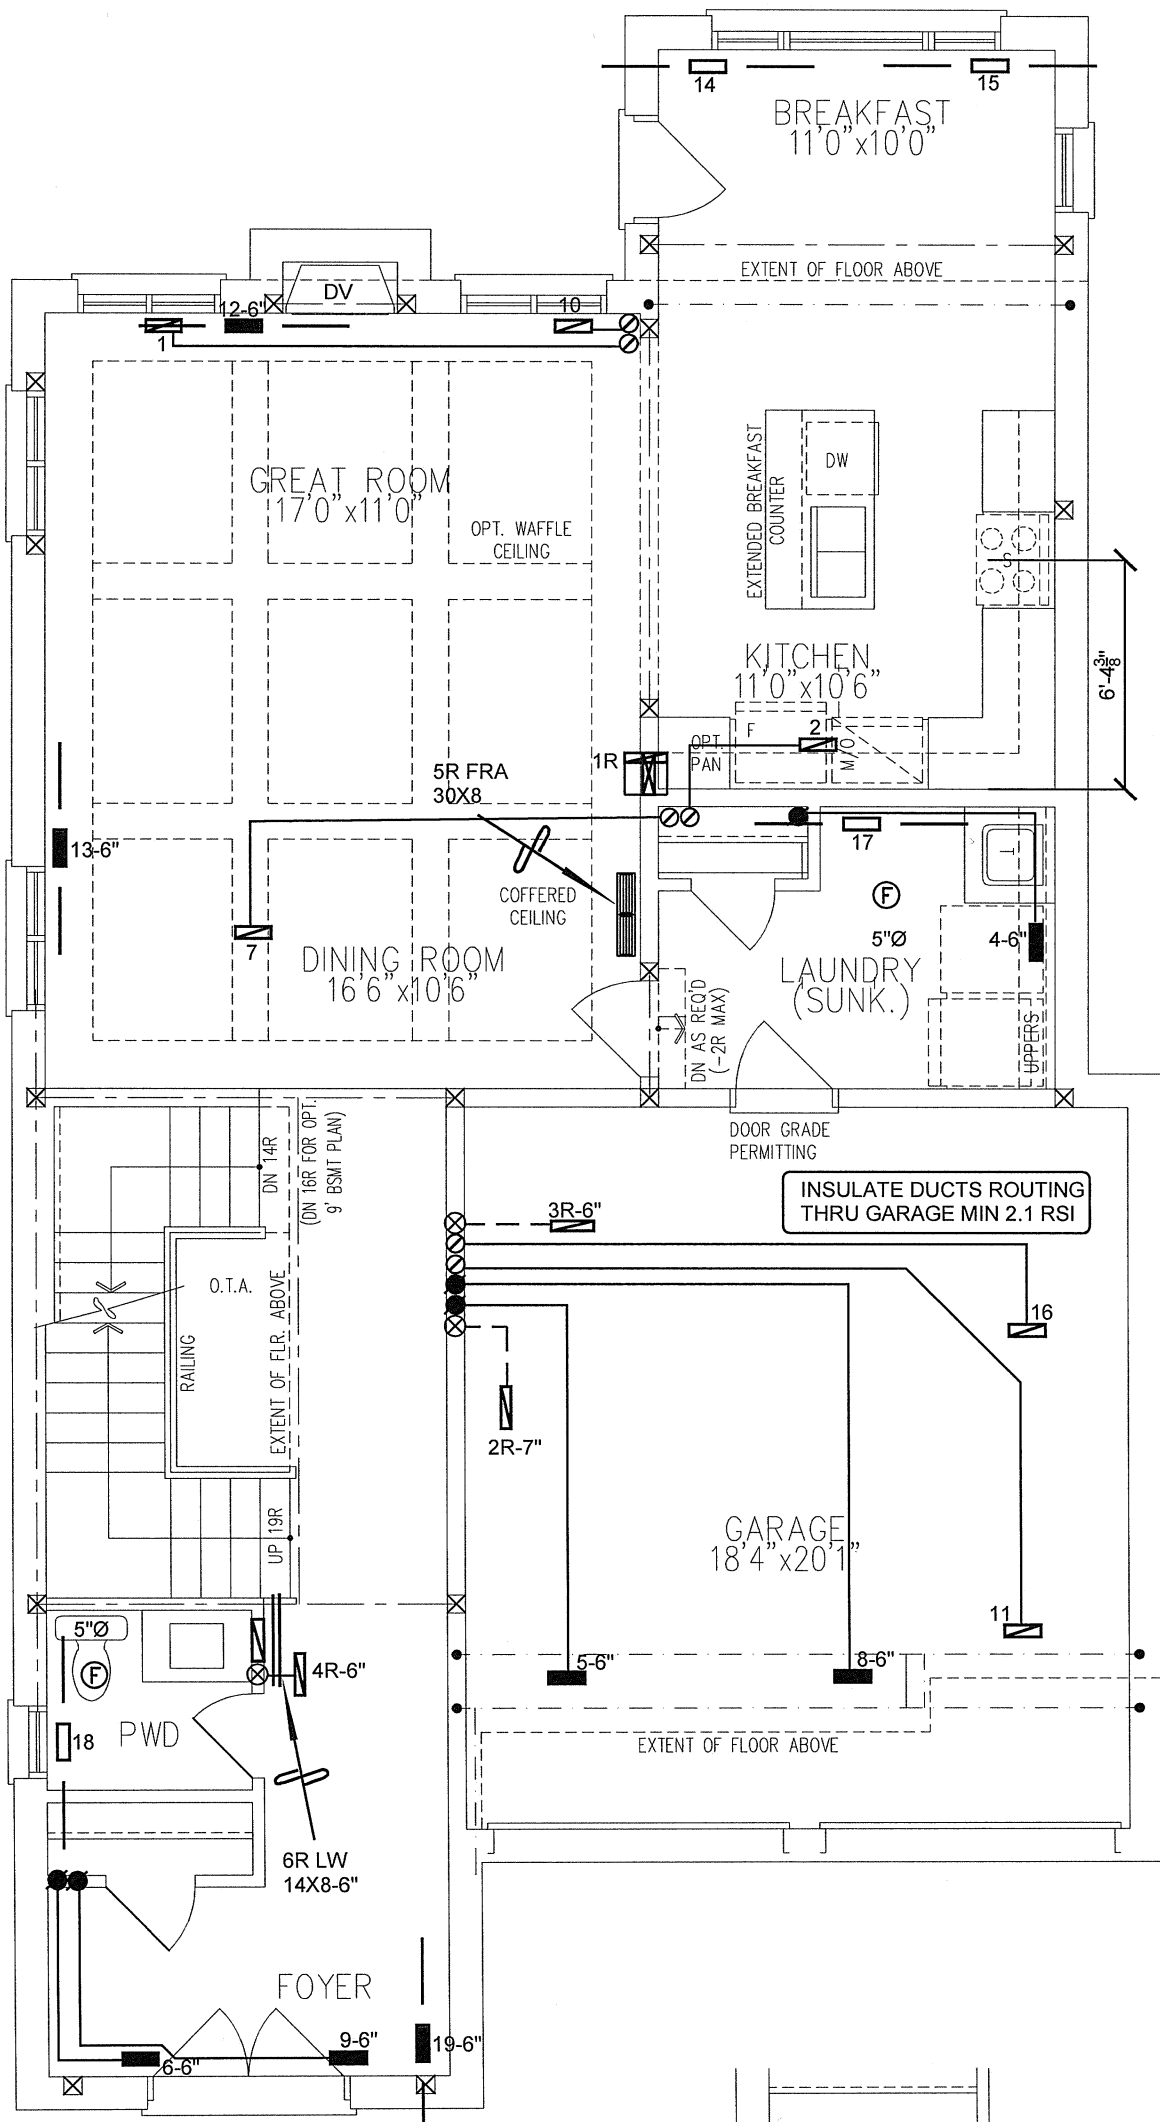 14
15
BREAKFAST
11'0"x10'0"
EXTENT OF FLOOR ABOVE
DV
12-6"
10
1
GREAT ROOM
17'0"x11'0"
OPT. WAFFLE
CEILING
EXTENDED BREAKFAST
COUNTER
DW
S
6'-4 3/8"
KITCHEN
11'0"x10'6"
F
2
M/O
OPT.
PAN
1R
5R FRA
30X8
13-6"
17
F
5"Ø
4-6"
COFFERED
CEILING
7
DINING ROOM
16'6"x10'6"
LAUNDRY
(SUNK.)
DN AS REQ'D
(-2R MAX)
UPPERS
DOOR GRADE
PERMITTING
DN 14R
(DN 16R FOR OPT.
9' BSMT PLAN)
INSULATE DUCTS ROUTING
THRU GARAGE MIN 2.1 RSI
3R-6"
O.T.A.
RAILING
EXTENT OF FLR. ABOVE
16
2R-7"
UP 19R
GARAGE
18'4"x20'1"
11
5"Ø
F
4R-6"
5-6"
8-6"
18
PWD
EXTENT OF FLOOR ABOVE
6R LW
14X8-6"
FOYER
6-6"
9-6"
19-6"